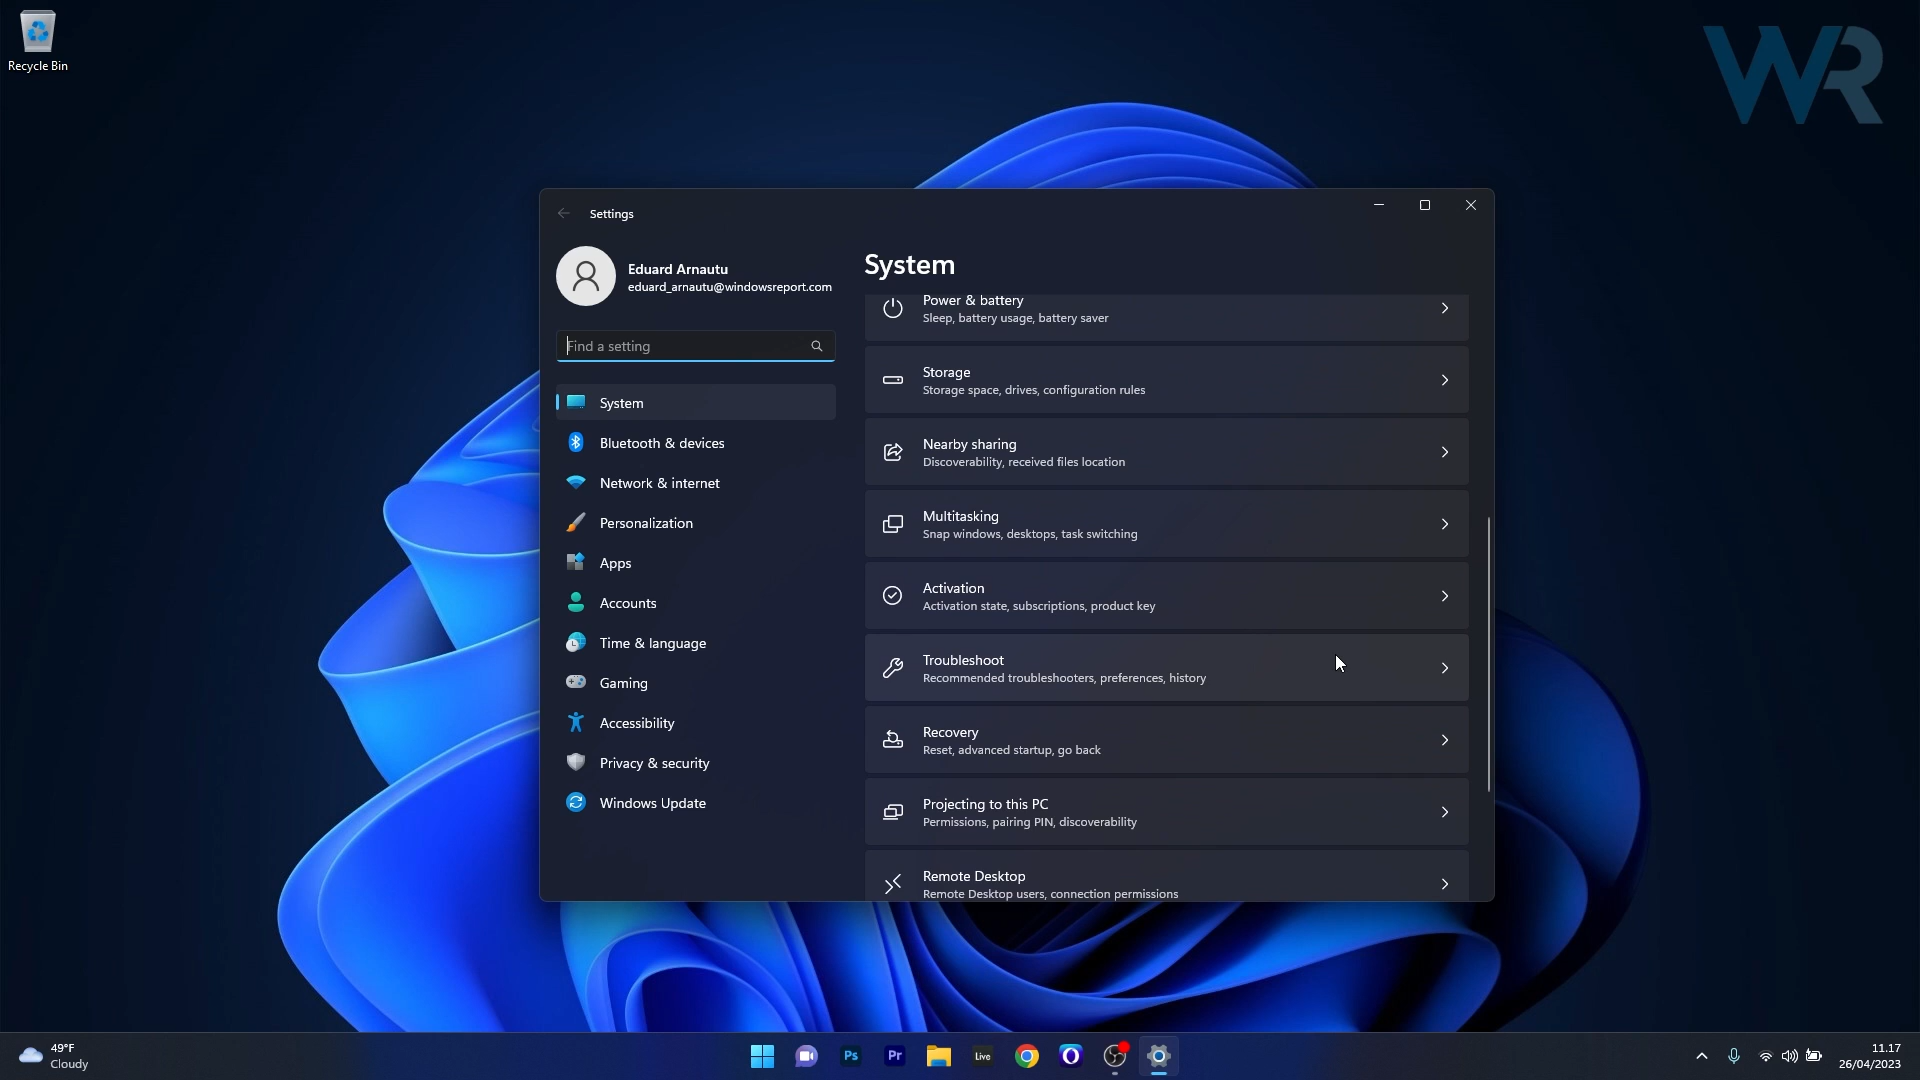 Recycle Bin
WR
Settings
Eduard Arnautu
eduard_arnautu@windowsreport.com
Find a setting
System
Bluetooth & devices
Network & internet
Personalization
Apps
Accounts
Time & language
Gaming
Accessibility
Privacy & security
Windows Update
System
Power & battery
Sleep, battery usage, battery saver
Storage
Storage space, drives, configuration rules
Nearby sharing
Discoverability, received files location
Multitasking
Snap windows, desktops, task switching
Activation
Activation state, subscriptions, product key
Troubleshoot
Recommended troubleshooters, preferences, history
Recovery
Reset, advanced startup, go back
Projecting to this PC
Permissions, pairing PIN, discoverability
Remote Desktop
Remote Desktop users, connection permissions
49°F
Cloudy
Ps
Pr
Live
11.17
26/04/2023